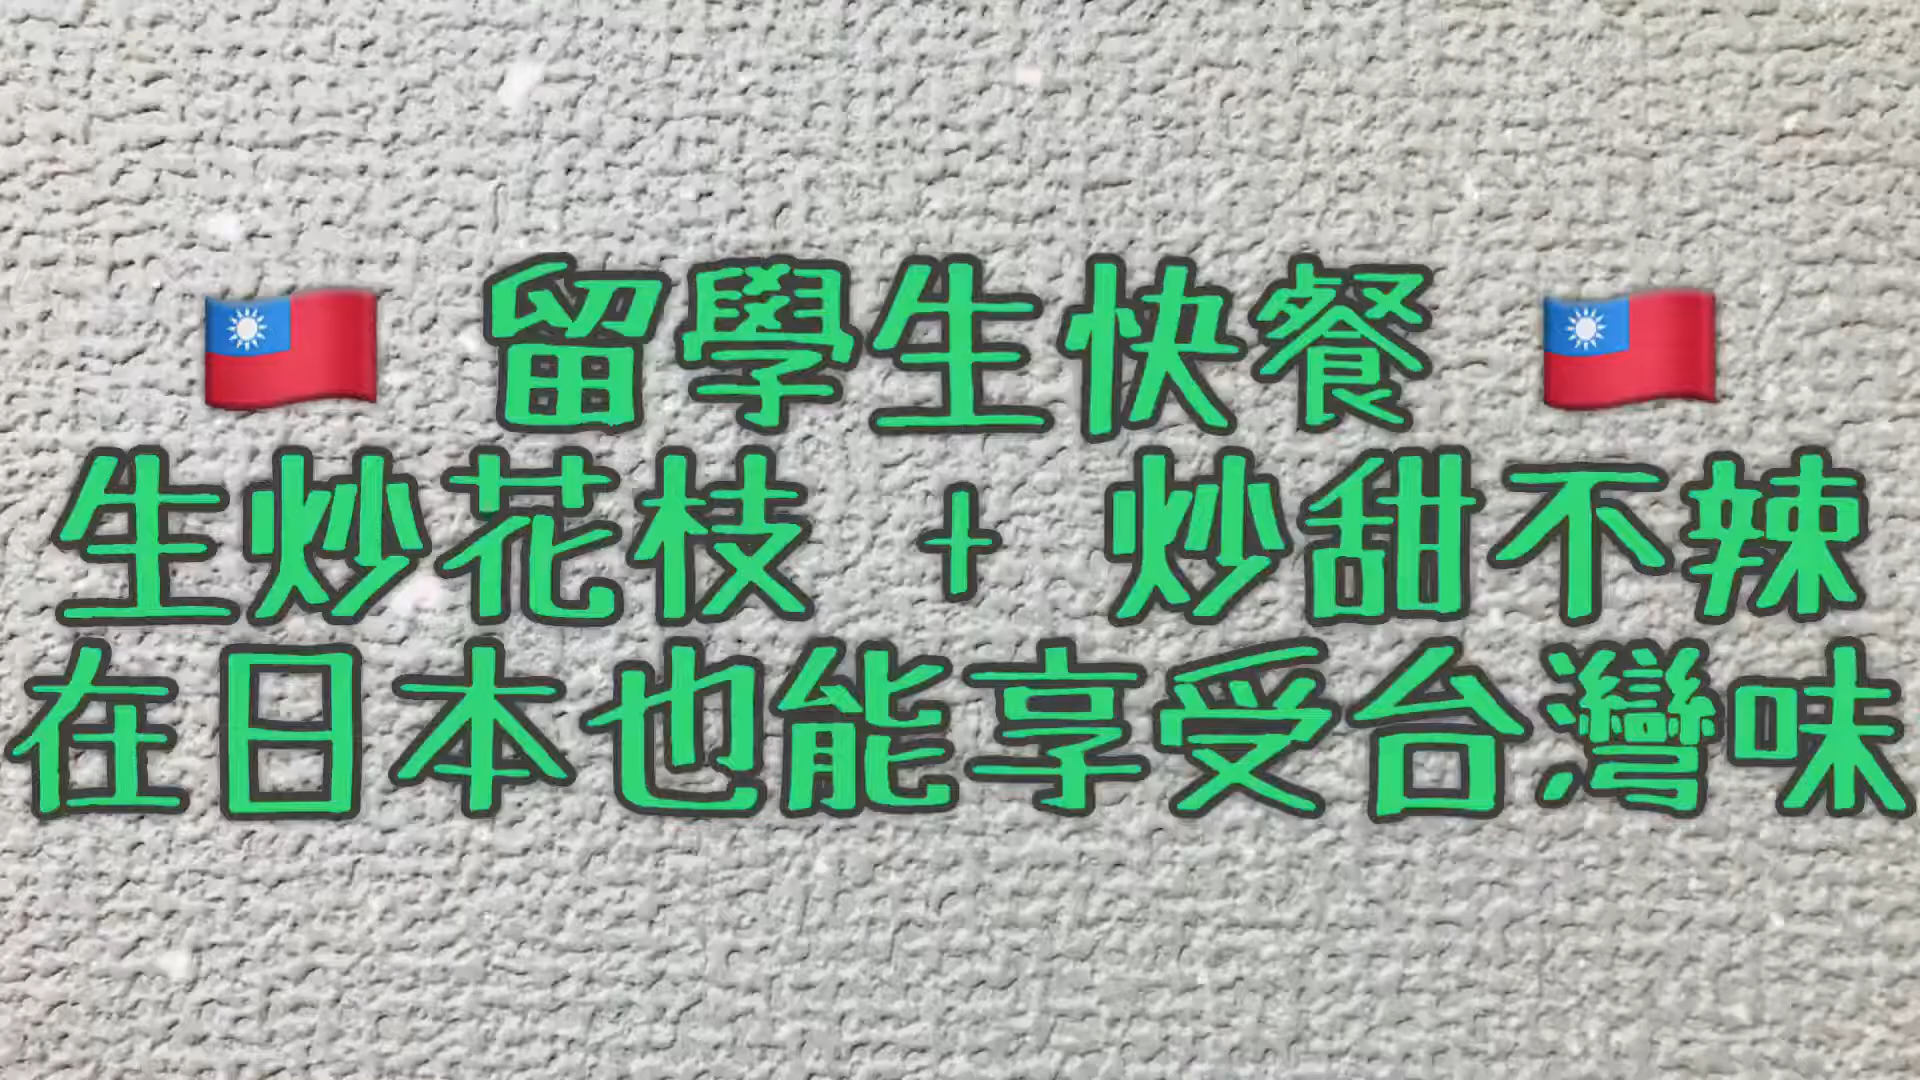 🇹🇼 留學生快餐 🇹🇼
生炒花枝 + 炒甜不辣
在日本也能享受台灣味